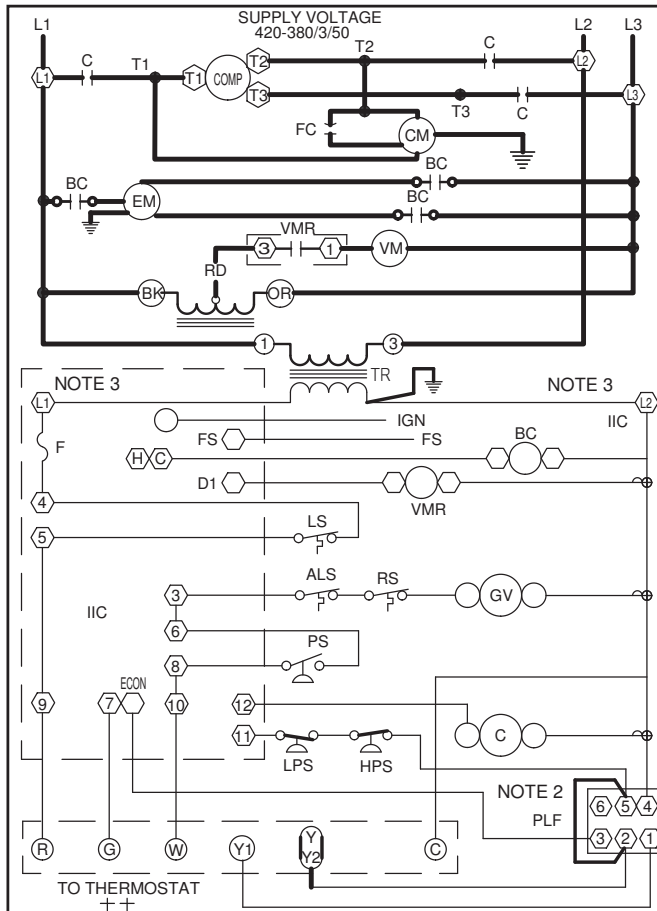 SUPPLY VOLTAGE
420-380/3/50
L1 L2 L3
C T1 T2 C
L1 T1 COMP T2 L2
T3 T3 C L3
FC CM
BC EM BC
BC
VMR
3 1 VM
RD
BK OR
1 3
TR
NOTE 3 NOTE 3
L1 L2
IGN IIC
F FS FS BC
H C
D1
VMR
4
LS
5
ALS RS
3 GV
IIC
6
PS
8
ECON
9 7 10 12
C
11
LPS HPS
NOTE 2
6 5 4
PLF
3 2 1
R G W Y1 Y C
Y2
TO THERMOSTAT
++